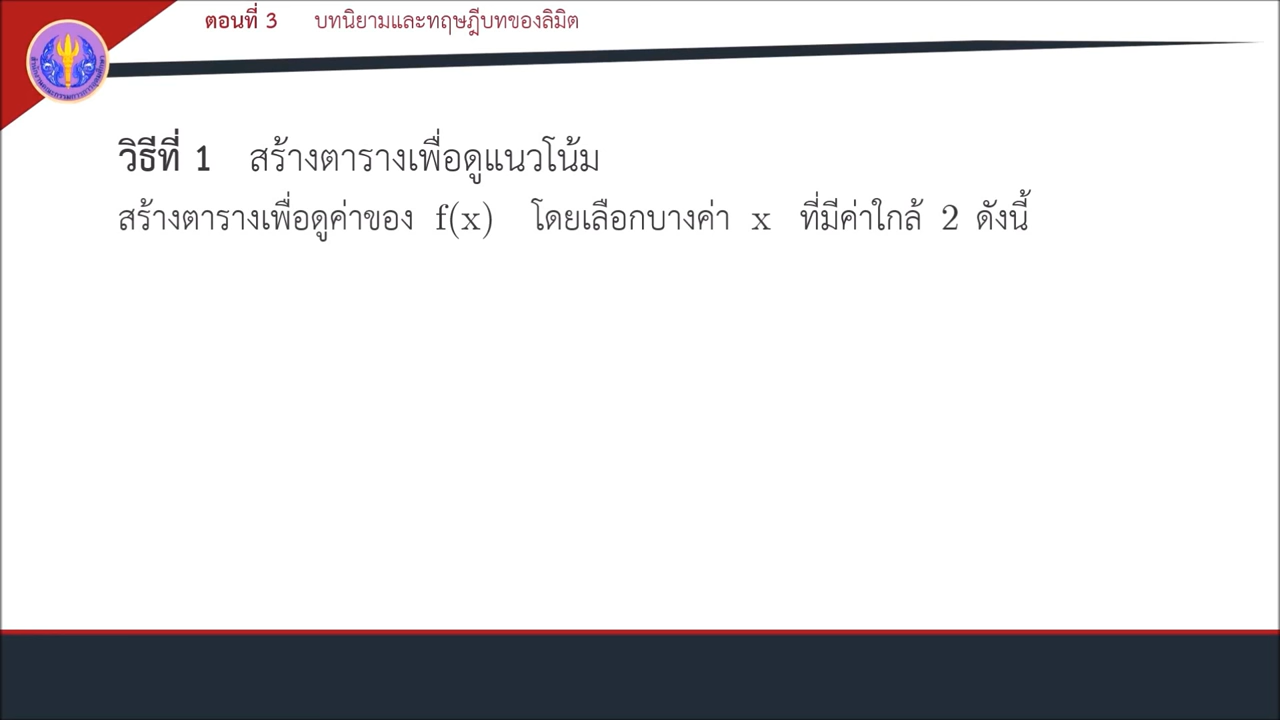 ตอนที่ 3 บทนิยามและทฤษฎีบทของลิมิต
วิธีที่ 1 สร้างตารางเพื่อดูแนวโน้ม
สร้างตารางเพื่อดูค่าของ f(x) โดยเลือกบางค่า x ที่มีค่าใกล้ 2 ดังนี้